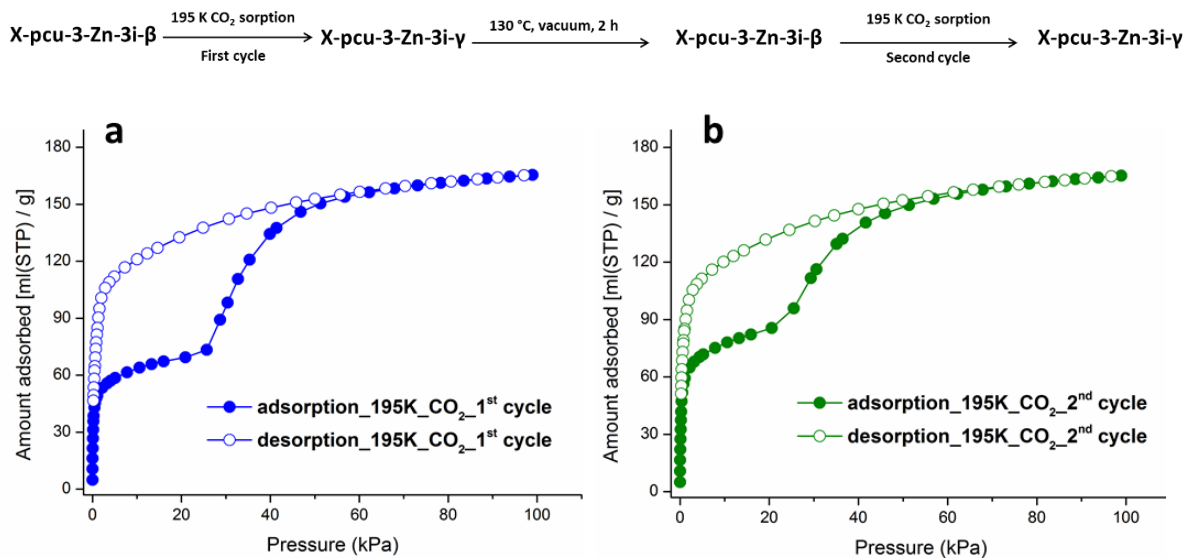 X-pcu-3-Zn-3i-β
195 K CO₂ sorption
First cycle
X-pcu-3-Zn-3i-γ
130 °C, vacuum, 2 h
X-pcu-3-Zn-3i-β
195 K CO₂ sorption
Second cycle
X-pcu-3-Zn-3i-γ
a
Amount adsorbed [ml(STP) / g]
180
150
120
90
60
30
0
adsorption_195K_CO₂_1ˢᵗ cycle
desorption_195K_CO₂_1ˢᵗ cycle
0 20 40 60 80 100
Pressure (kPa)
b
Amount adsorbed [ml(STP) / g]
180
150
120
90
60
30
0
adsorption_195K_CO₂_2ⁿᵈ cycle
desorption_195K_CO₂_2ⁿᵈ cycle
0 20 40 60 80 100
Pressure (kPa)